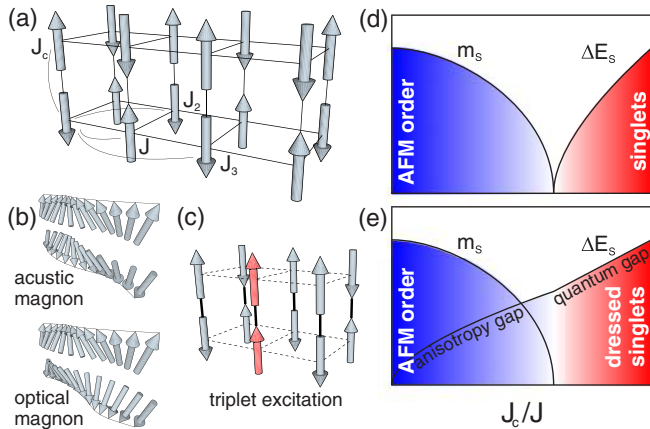 (a)
J_c
J_2
J
J_3
(b)
acustic
magnon
optical
magnon
(c)
triplet excitation
(d)
m_s
ΔE_s
AFM order
singlets
(e)
m_s
ΔE_s
AFM order
anisotropy gap
quantum gap
dressed
singlets
J_c/J